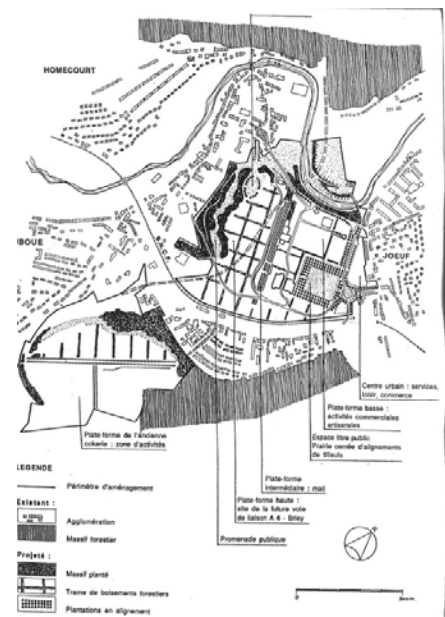 HOMECOURT
UBOUE
JOEUF
Centre urbain : services,
loisir, commerce
Plate-forme basse :
activités commerciales
artisanales
Espace libre public
Prairie cernée d'alignements
de tilleuls
Plate-forme de l'ancienne
cokerie : zone d'activités
Plate-forme
intermédiaire : mail
Plate-forme haute :
site de la future voie
de liaison A 4 - Briey
Promenade publique
LEGENDE
Périmètre d'aménagement
Existant :
Agglomération
Massif forestier
Projeté :
Massif planté
Trame de boisements forestiers
Plantations en alignement
0